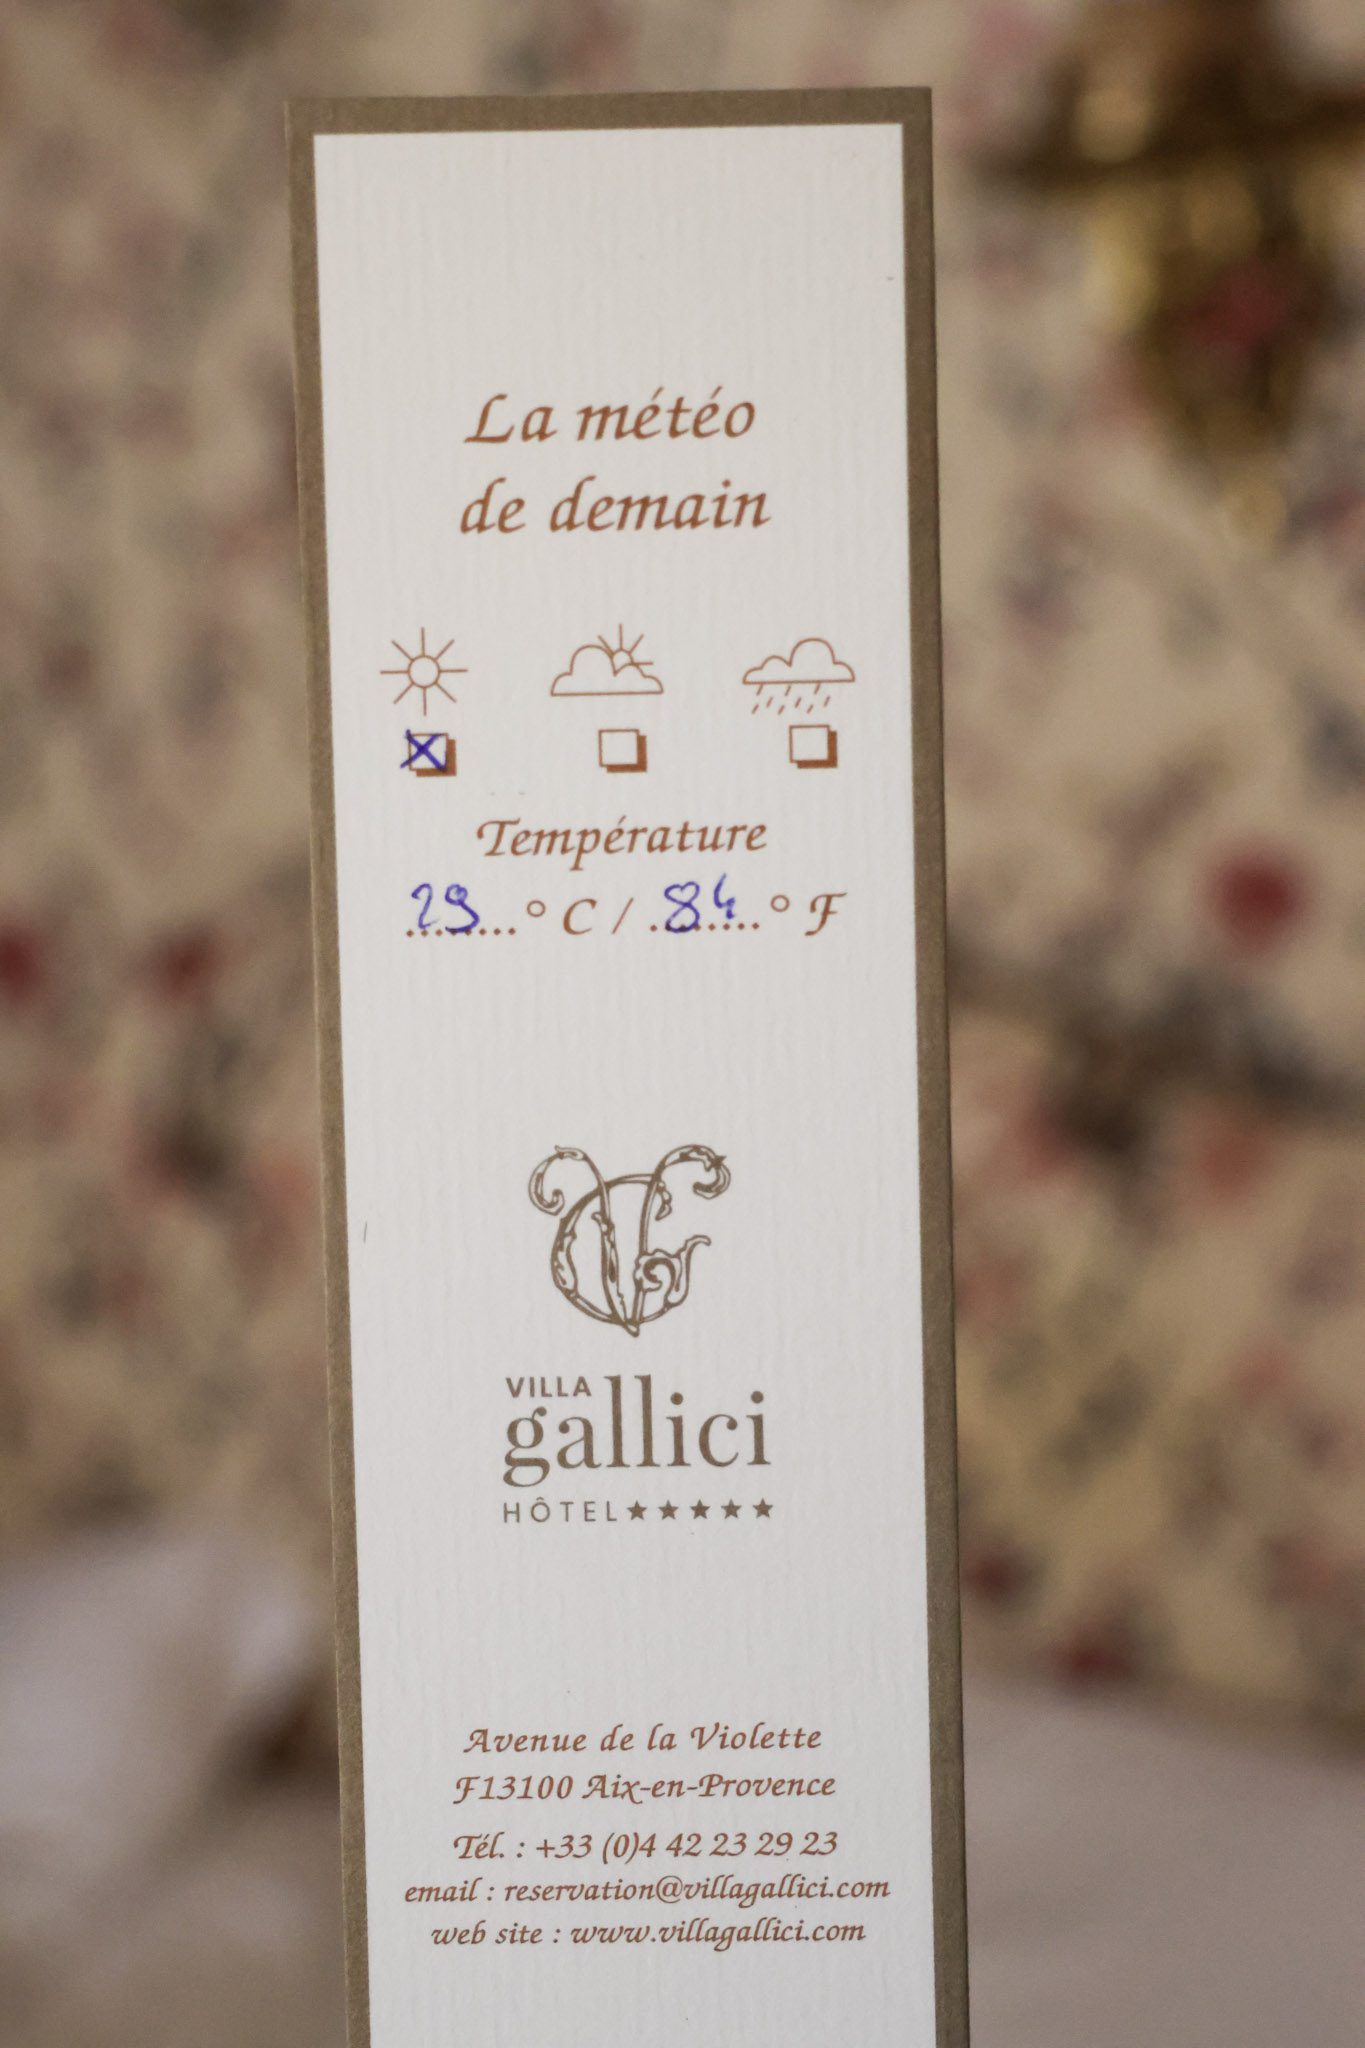 La météo
de demain
Température
29 ° C / 84 ° F
VILLA
gallici
HÔTEL★★★★★
Avenue de la Violette
F13100 Aix-en-Provence
Tél. : +33 (0)4 42 23 29 23
email : reservation@villagallici.com
web site : www.villagallici.com